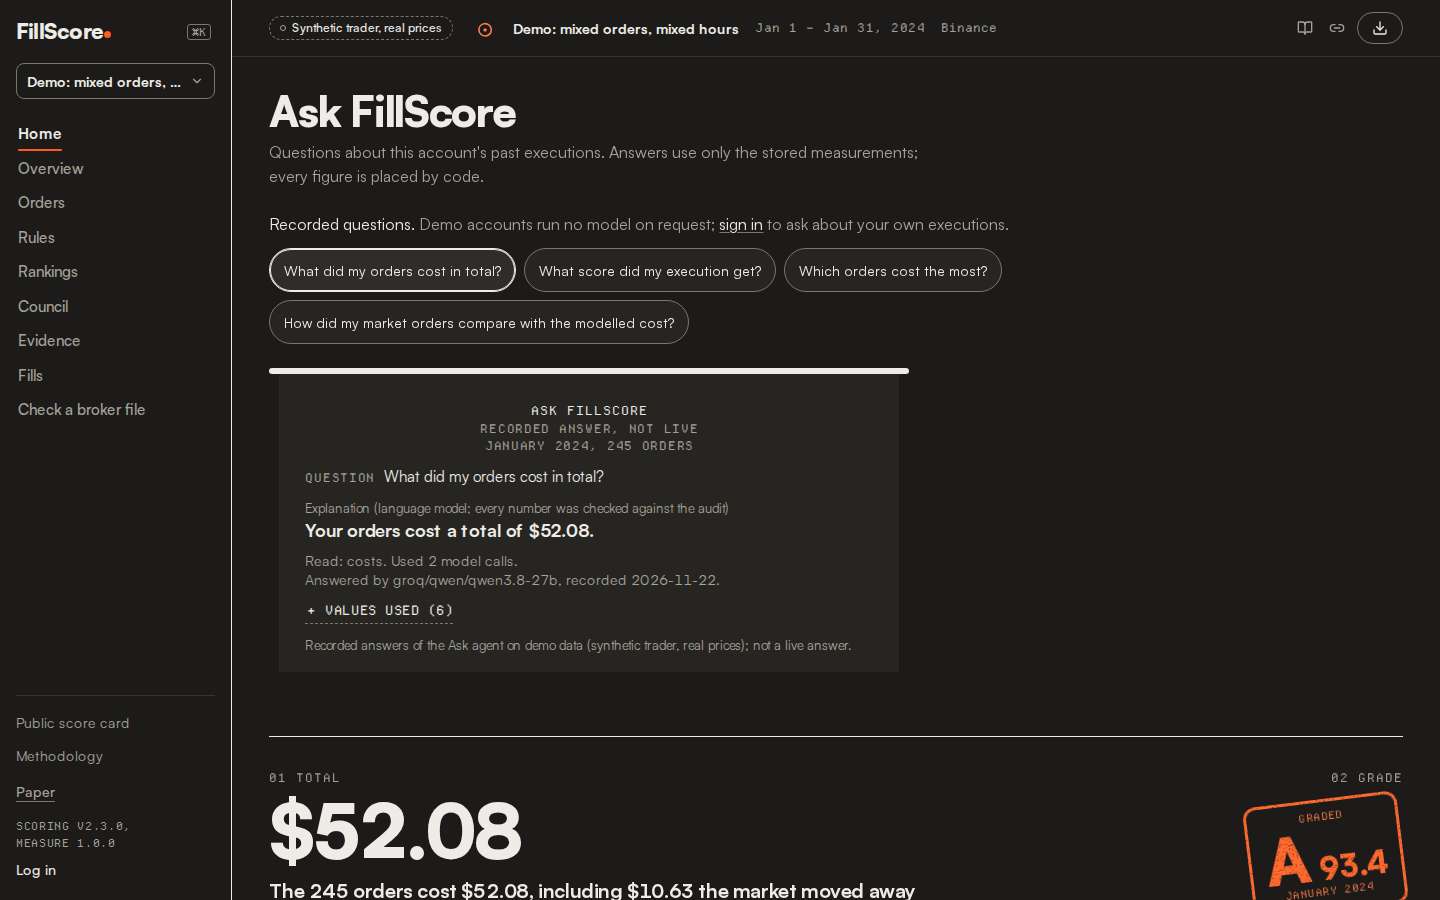 FillScore
⌘K
Demo: mixed orders, ...
Home
Overview
Orders
Rules
Rankings
Council
Evidence
Fills
Check a broker file
Public score card
Methodology
Paper
SCORING V2.3.0,
MEASURE 1.0.0
Log in
Synthetic trader, real prices
Demo: mixed orders, mixed hours
Jan 1 – Jan 31, 2024 Binance
Ask FillScore
Questions about this account's past executions. Answers use only the stored measurements;
every figure is placed by code.
Recorded questions. Demo accounts run no model on request; sign in to ask about your own executions.
What did my orders cost in total?
What score did my execution get?
Which orders cost the most?
How did my market orders compare with the modelled cost?
ASK FILLSCORE
RECORDED ANSWER, NOT LIVE
JANUARY 2024, 245 ORDERS
QUESTION What did my orders cost in total?
Explanation (language model; every number was checked against the audit)
Your orders cost a total of $52.08.
Read: costs. Used 2 model calls.
Answered by groq/qwen/qwen3.8-27b, recorded 2026-11-22.
+ VALUES USED (6)
Recorded answers of the Ask agent on demo data (synthetic trader, real prices); not a live answer.
01 TOTAL
$52.08
The 245 orders cost $52.08, including $10.63 the market moved away
02 GRADE
GRADED
A 93.4
JANUARY 2024